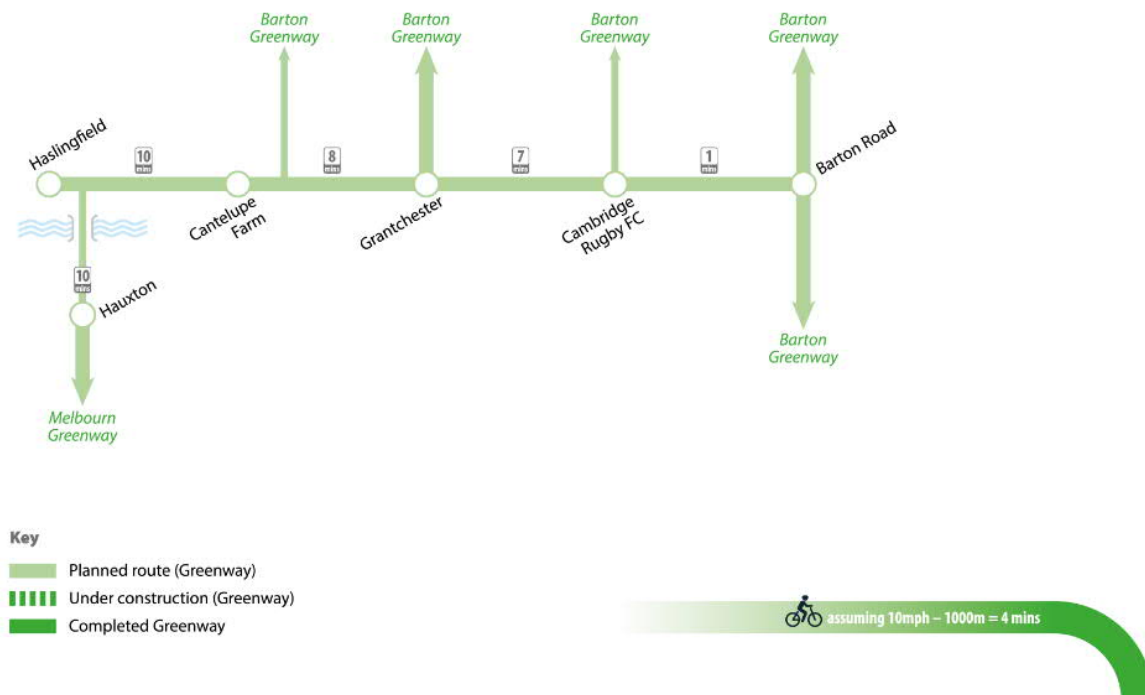 Barton
Greenway
Barton
Greenway
Barton
Greenway
Barton
Greenway
Haslingfield
10
mins
8
mins
7
mins
1
mins
Barton Road
Cantelupe
Farm
Grantchester
Cambridge
Rugby FC
10
mins
Hauxton
Barton
Greenway
Melbourn
Greenway
Key
Planned route (Greenway)
Under construction (Greenway)
Completed Greenway
assuming 10mph – 1000m = 4 mins